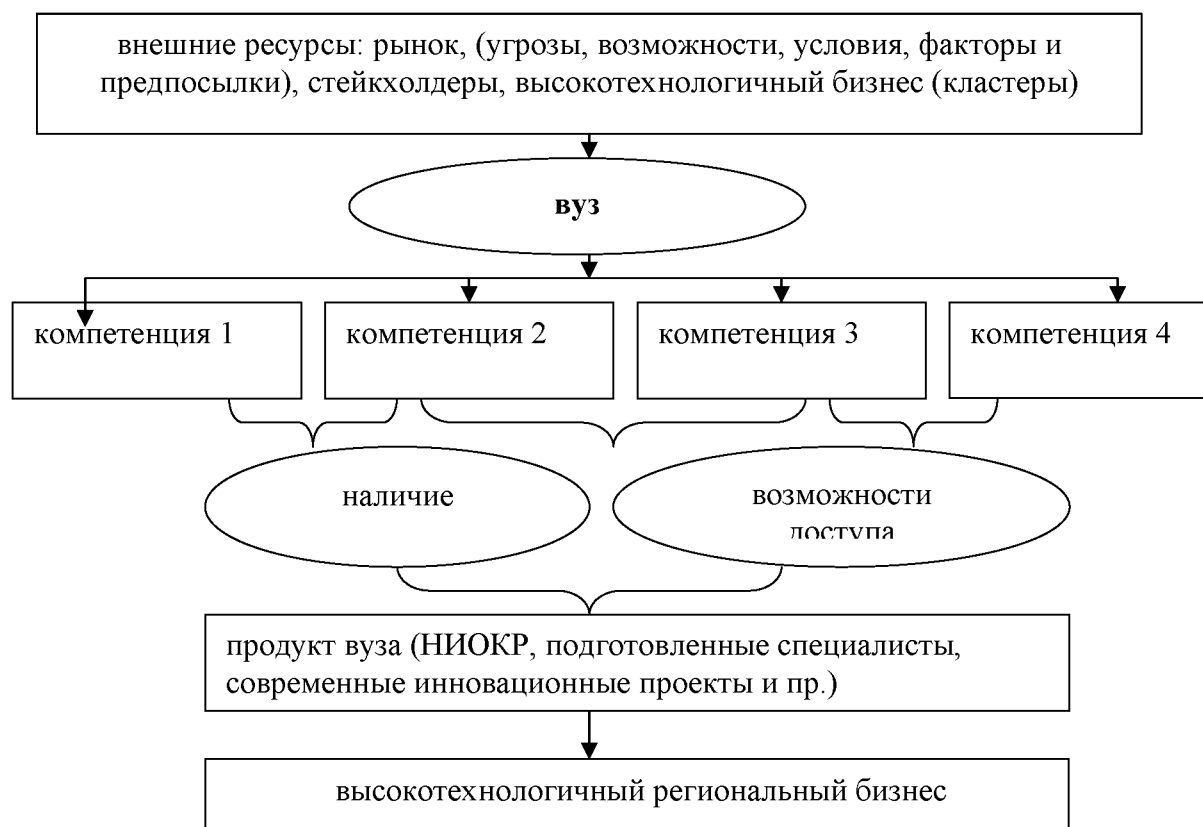 внешние ресурсы: рынок, (угрозы, возможности, условия, факторы и
предпосылки), стейкхолдеры, высокотехнологичный бизнес (кластеры)
вуз
компетенция 1
компетенция 2
компетенция 3
компетенция 4
наличие
возможности
доступа
продукт вуза (НИОКР, подготовленные специалисты,
современные инновационные проекты и пр.)
высокотехнологичный региональный бизнес